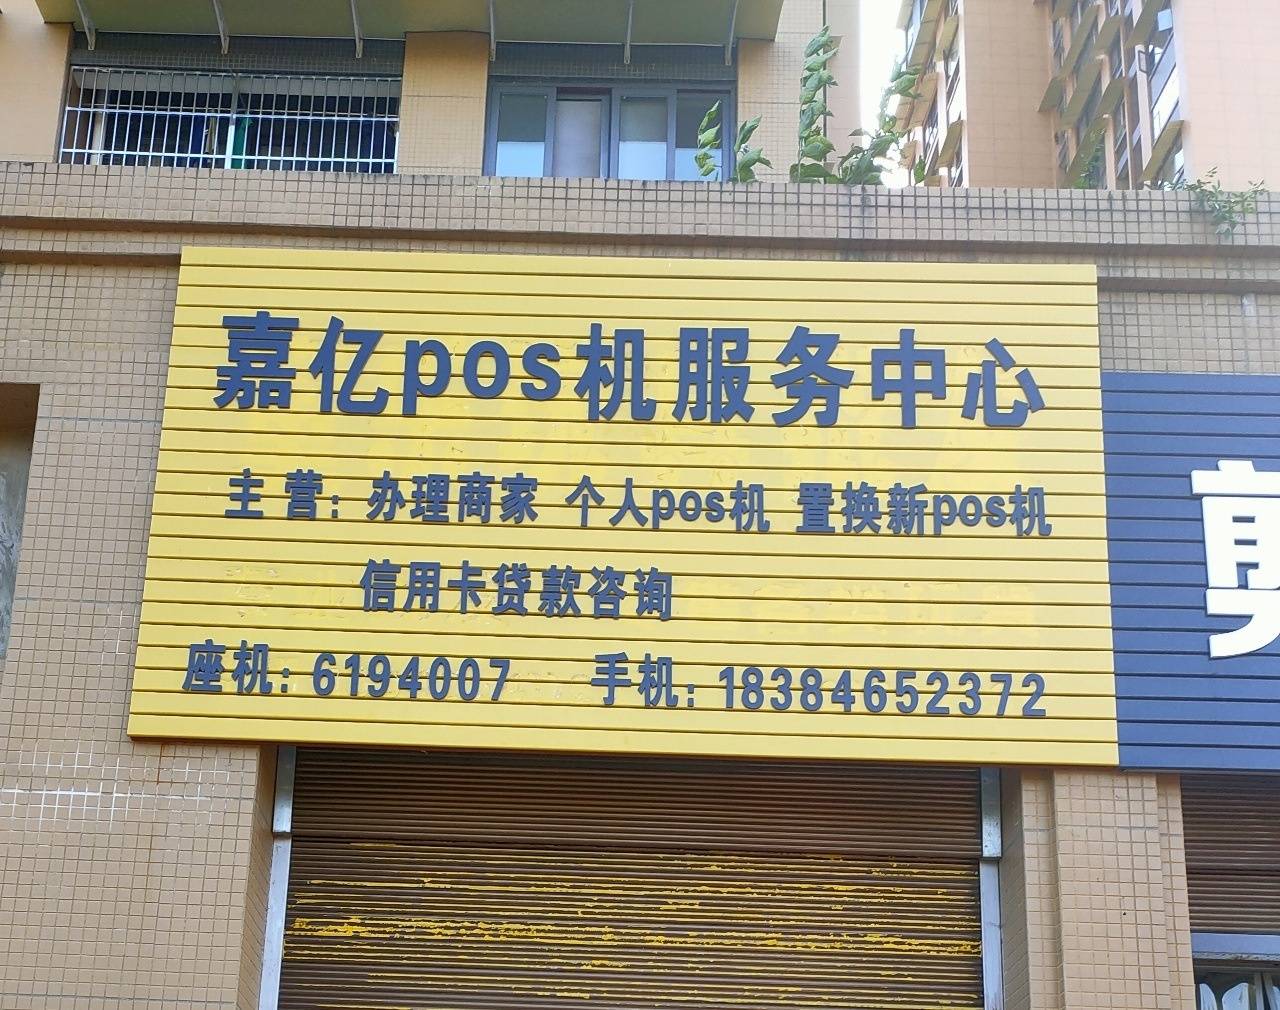 嘉亿pos机服务中心
主营：办理商家 个人pos机 置换新pos机
信用卡贷款咨询
座机：6194007 手机：18384652372